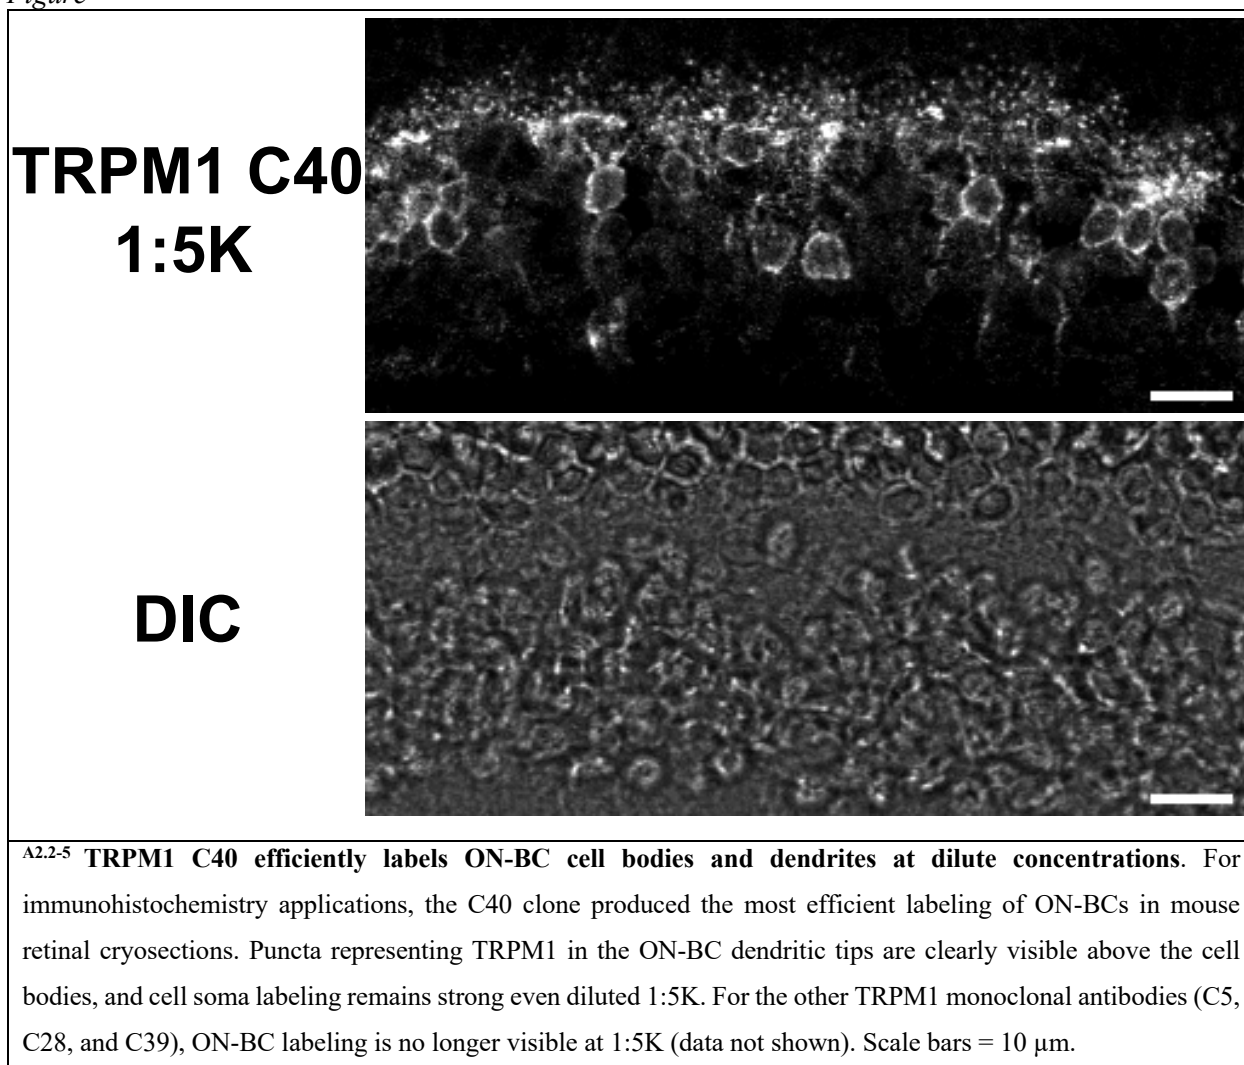 Figure
TRPM1 C40
1:5K
DIC
A2.2-5 TRPM1 C40 efficiently labels ON-BC cell bodies and dendrites at dilute concentrations. For
immunohistochemistry applications, the C40 clone produced the most efficient labeling of ON-BCs in mouse
retinal cryosections. Puncta representing TRPM1 in the ON-BC dendritic tips are clearly visible above the cell
bodies, and cell soma labeling remains strong even diluted 1:5K. For the other TRPM1 monoclonal antibodies (C5,
C28, and C39), ON-BC labeling is no longer visible at 1:5K (data not shown). Scale bars = 10 µm.